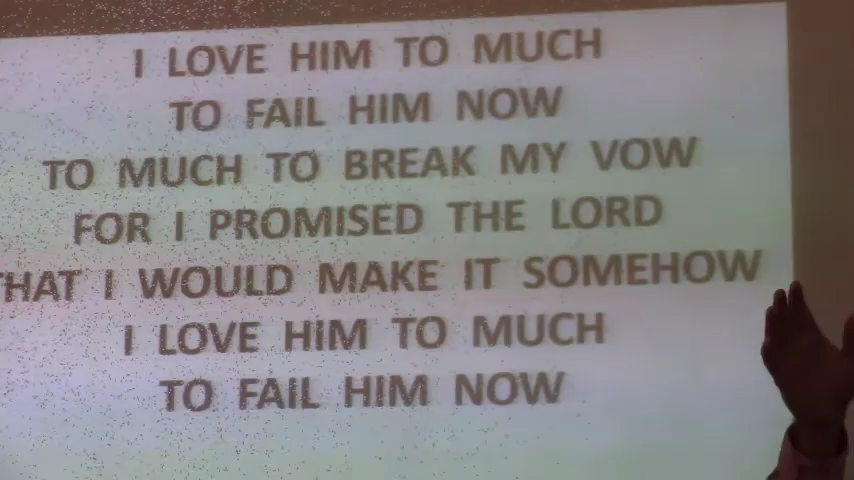 I LOVE HIM TO MUCH
TO FAIL HIM NOW
TO MUCH TO BREAK MY VOW
FOR I PROMISED THE LORD
THAT I WOULD MAKE IT SOMEHOW
I LOVE HIM TO MUCH
TO FAIL HIM NOW